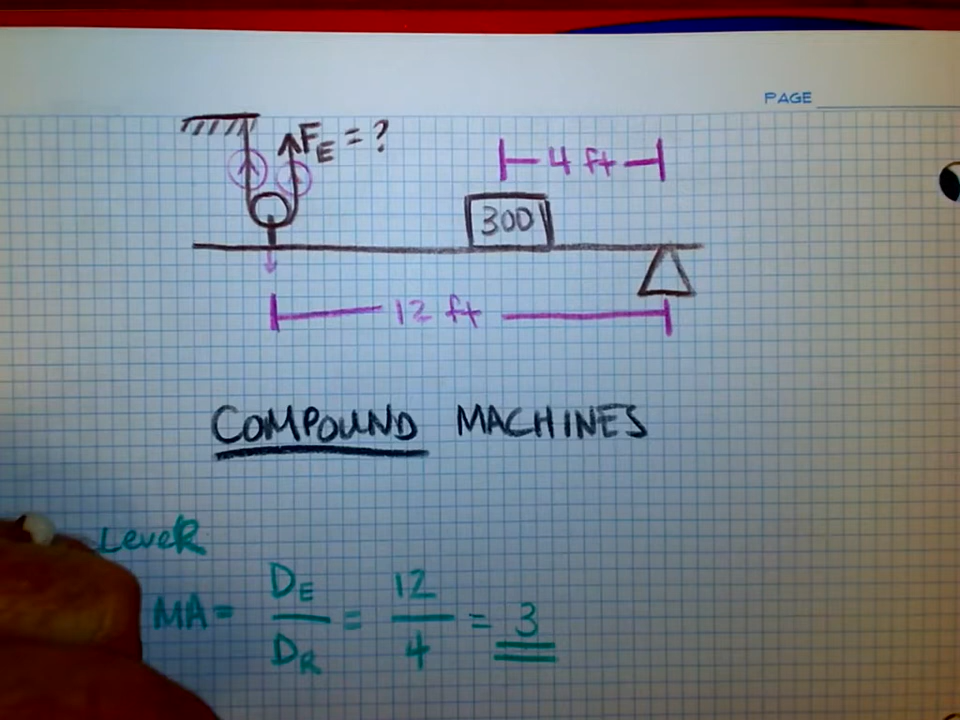 PAGE
F_E = ?
4 ft
300
12 ft
COMPOUND MACHINES
LeveR
MA = D_E / D_R = 12 / 4 = 3